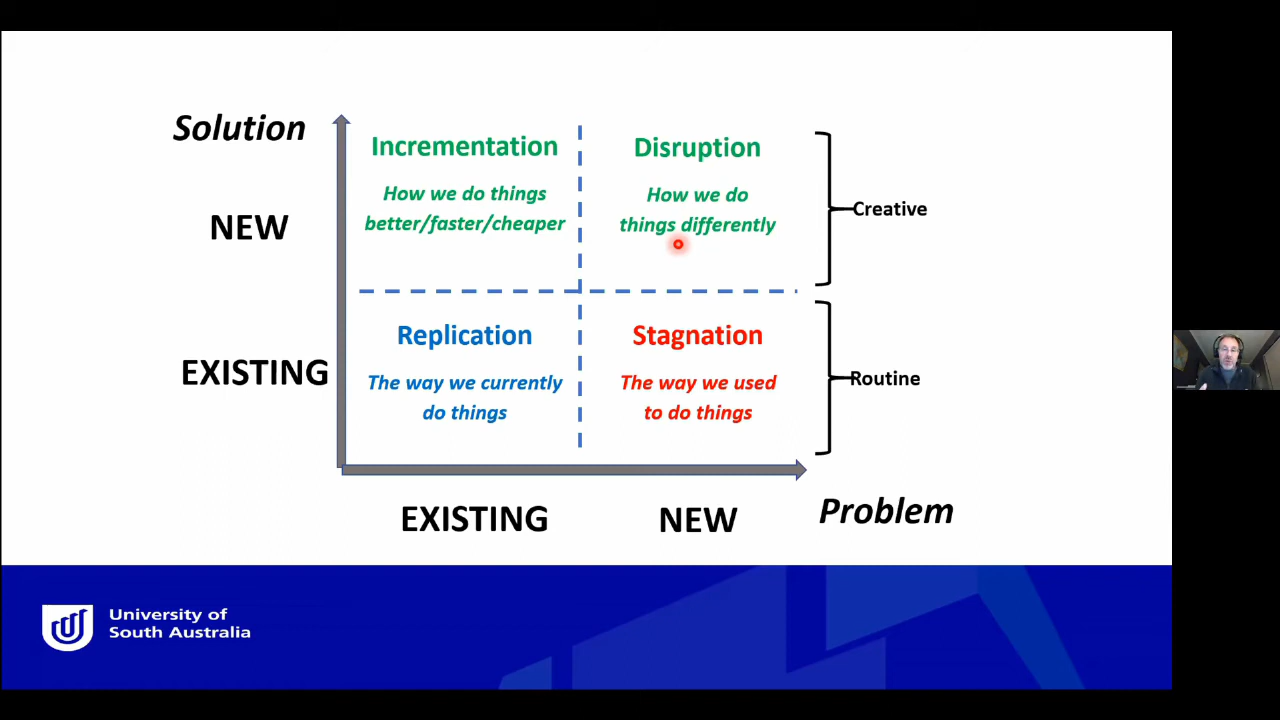 Solution
NEW
EXISTING
Incrementation
How we do things
better/faster/cheaper
Disruption
How we do
things differently
Replication
The way we currently
do things
Stagnation
The way we used
to do things
Creative
Routine
EXISTING
NEW
Problem
University of
South Australia